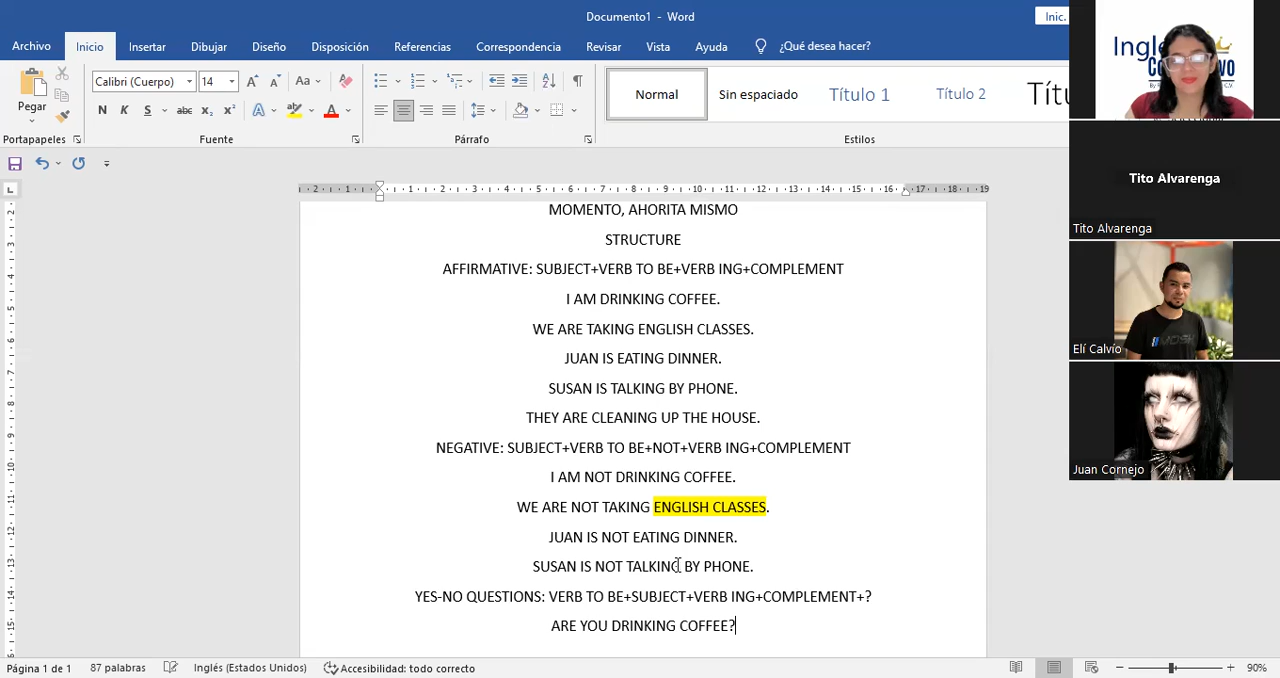 Documento1 - Word
Inic.
Archivo
Inicio
Insertar
Dibujar
Diseño
Disposición
Referencias
Correspondencia
Revisar
Vista
Ayuda
¿Qué desea hacer?
Pegar
Calibri (Cuerpo)
14
Portapapeles
Fuente
Párrafo
Estilos
Normal
Sin espaciado
Título 1
Título 2
Títu
MOMENTO, AHORITA MISMO
STRUCTURE
AFFIRMATIVE: SUBJECT+VERB TO BE+VERB ING+COMPLEMENT
I AM DRINKING COFFEE.
WE ARE TAKING ENGLISH CLASSES.
JUAN IS EATING DINNER.
SUSAN IS TALKING BY PHONE.
THEY ARE CLEANING UP THE HOUSE.
NEGATIVE: SUBJECT+VERB TO BE+NOT+VERB ING+COMPLEMENT
I AM NOT DRINKING COFFEE.
WE ARE NOT TAKING ENGLISH CLASSES.
JUAN IS NOT EATING DINNER.
SUSAN IS NOT TALKING BY PHONE.
YES-NO QUESTIONS: VERB TO BE+SUBJECT+VERB ING+COMPLEMENT+?
ARE YOU DRINKING COFFEE?
Página 1 de 1
87 palabras
Inglés (Estados Unidos)
Accesibilidad: todo correcto
90%
Tito Alvarenga
Tito Alvarenga
Elí Calvío
Juan Cornejo